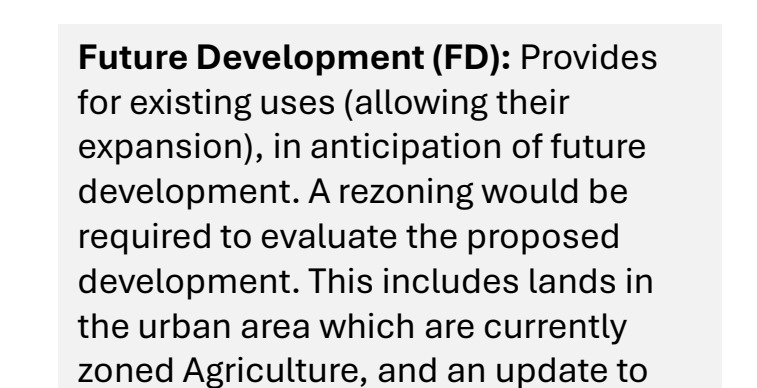 Future Development (FD): Provides
for existing uses (allowing their
expansion), in anticipation of future
development. A rezoning would be
required to evaluate the proposed
development. This includes lands in
the urban area which are currently
zoned Agriculture, and an update to